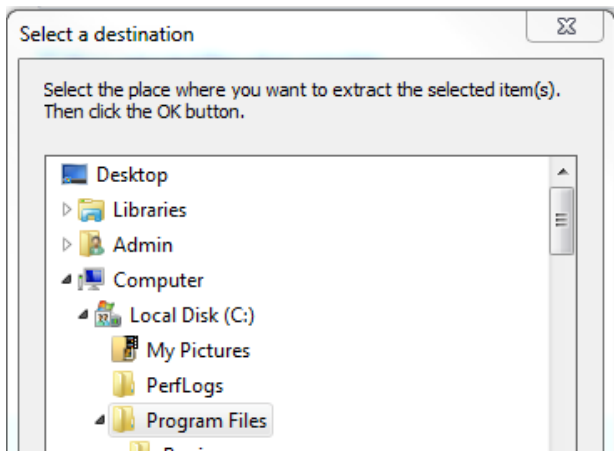 Select a destination
Select the place where you want to extract the selected item(s).
Then click the OK button.
Desktop
Libraries
Admin
Computer
Local Disk (C:)
My Pictures
PerfLogs
Program Files